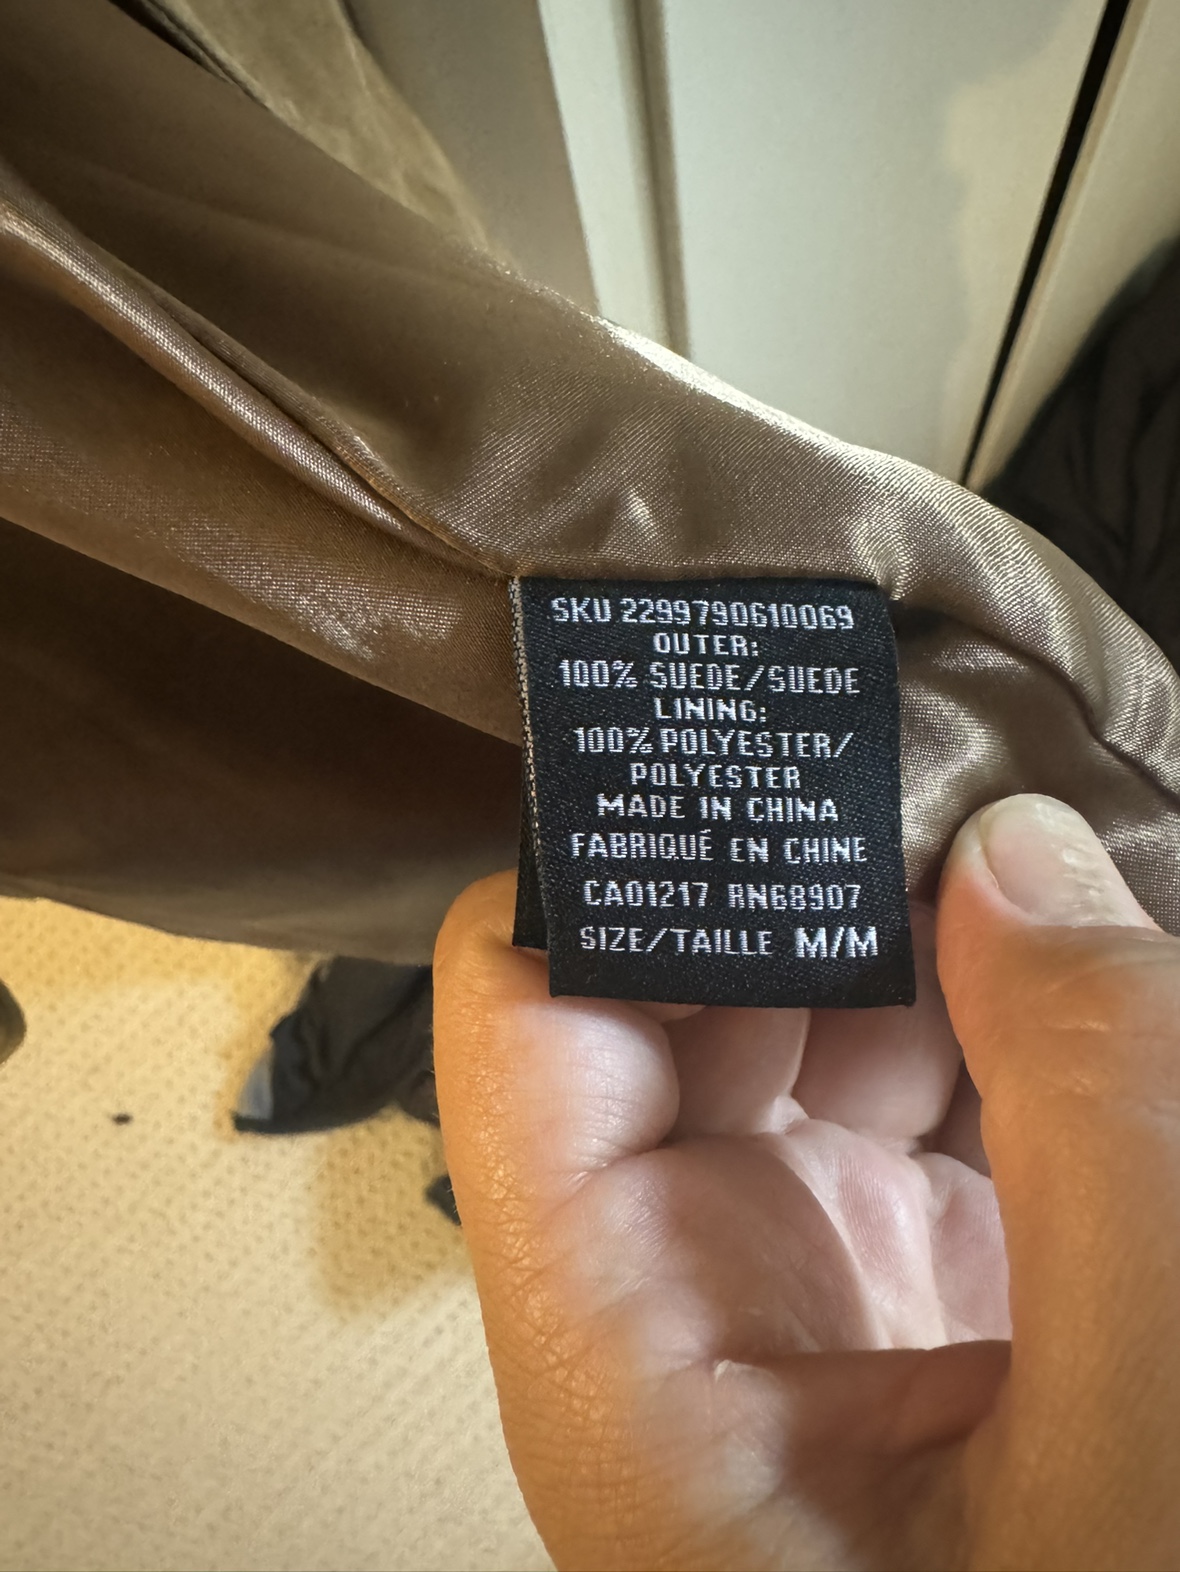 SKU 2299790610069
OUTER:
100% SUEDE/SUEDE
LINING:
100% POLYESTER/
POLYESTER
MADE IN CHINA
FABRIQUÉ EN CHINE
CA01217 RN68907
SIZE/TAILLE M/M